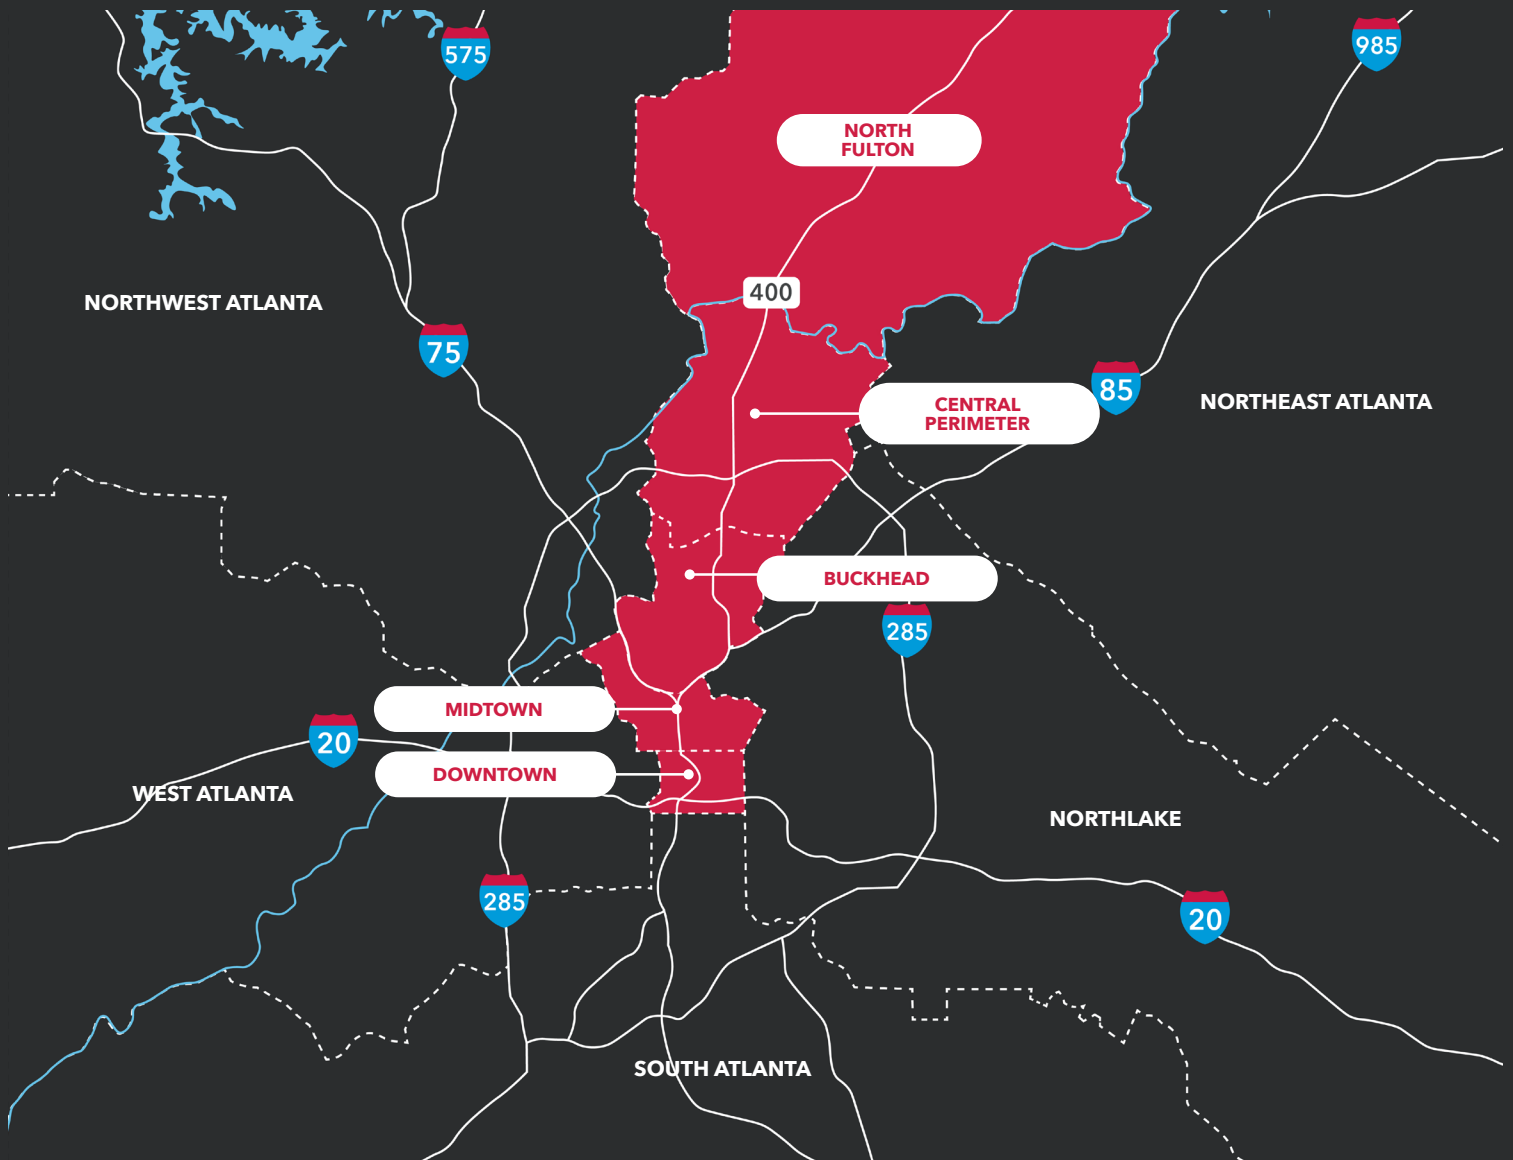 575
985
NORTH
FULTON
400
NORTHWEST ATLANTA
75
85
NORTHEAST ATLANTA
CENTRAL
PERIMETER
BUCKHEAD
285
MIDTOWN
20
DOWNTOWN
WEST ATLANTA
NORTHLAKE
285
20
SOUTH ATLANTA